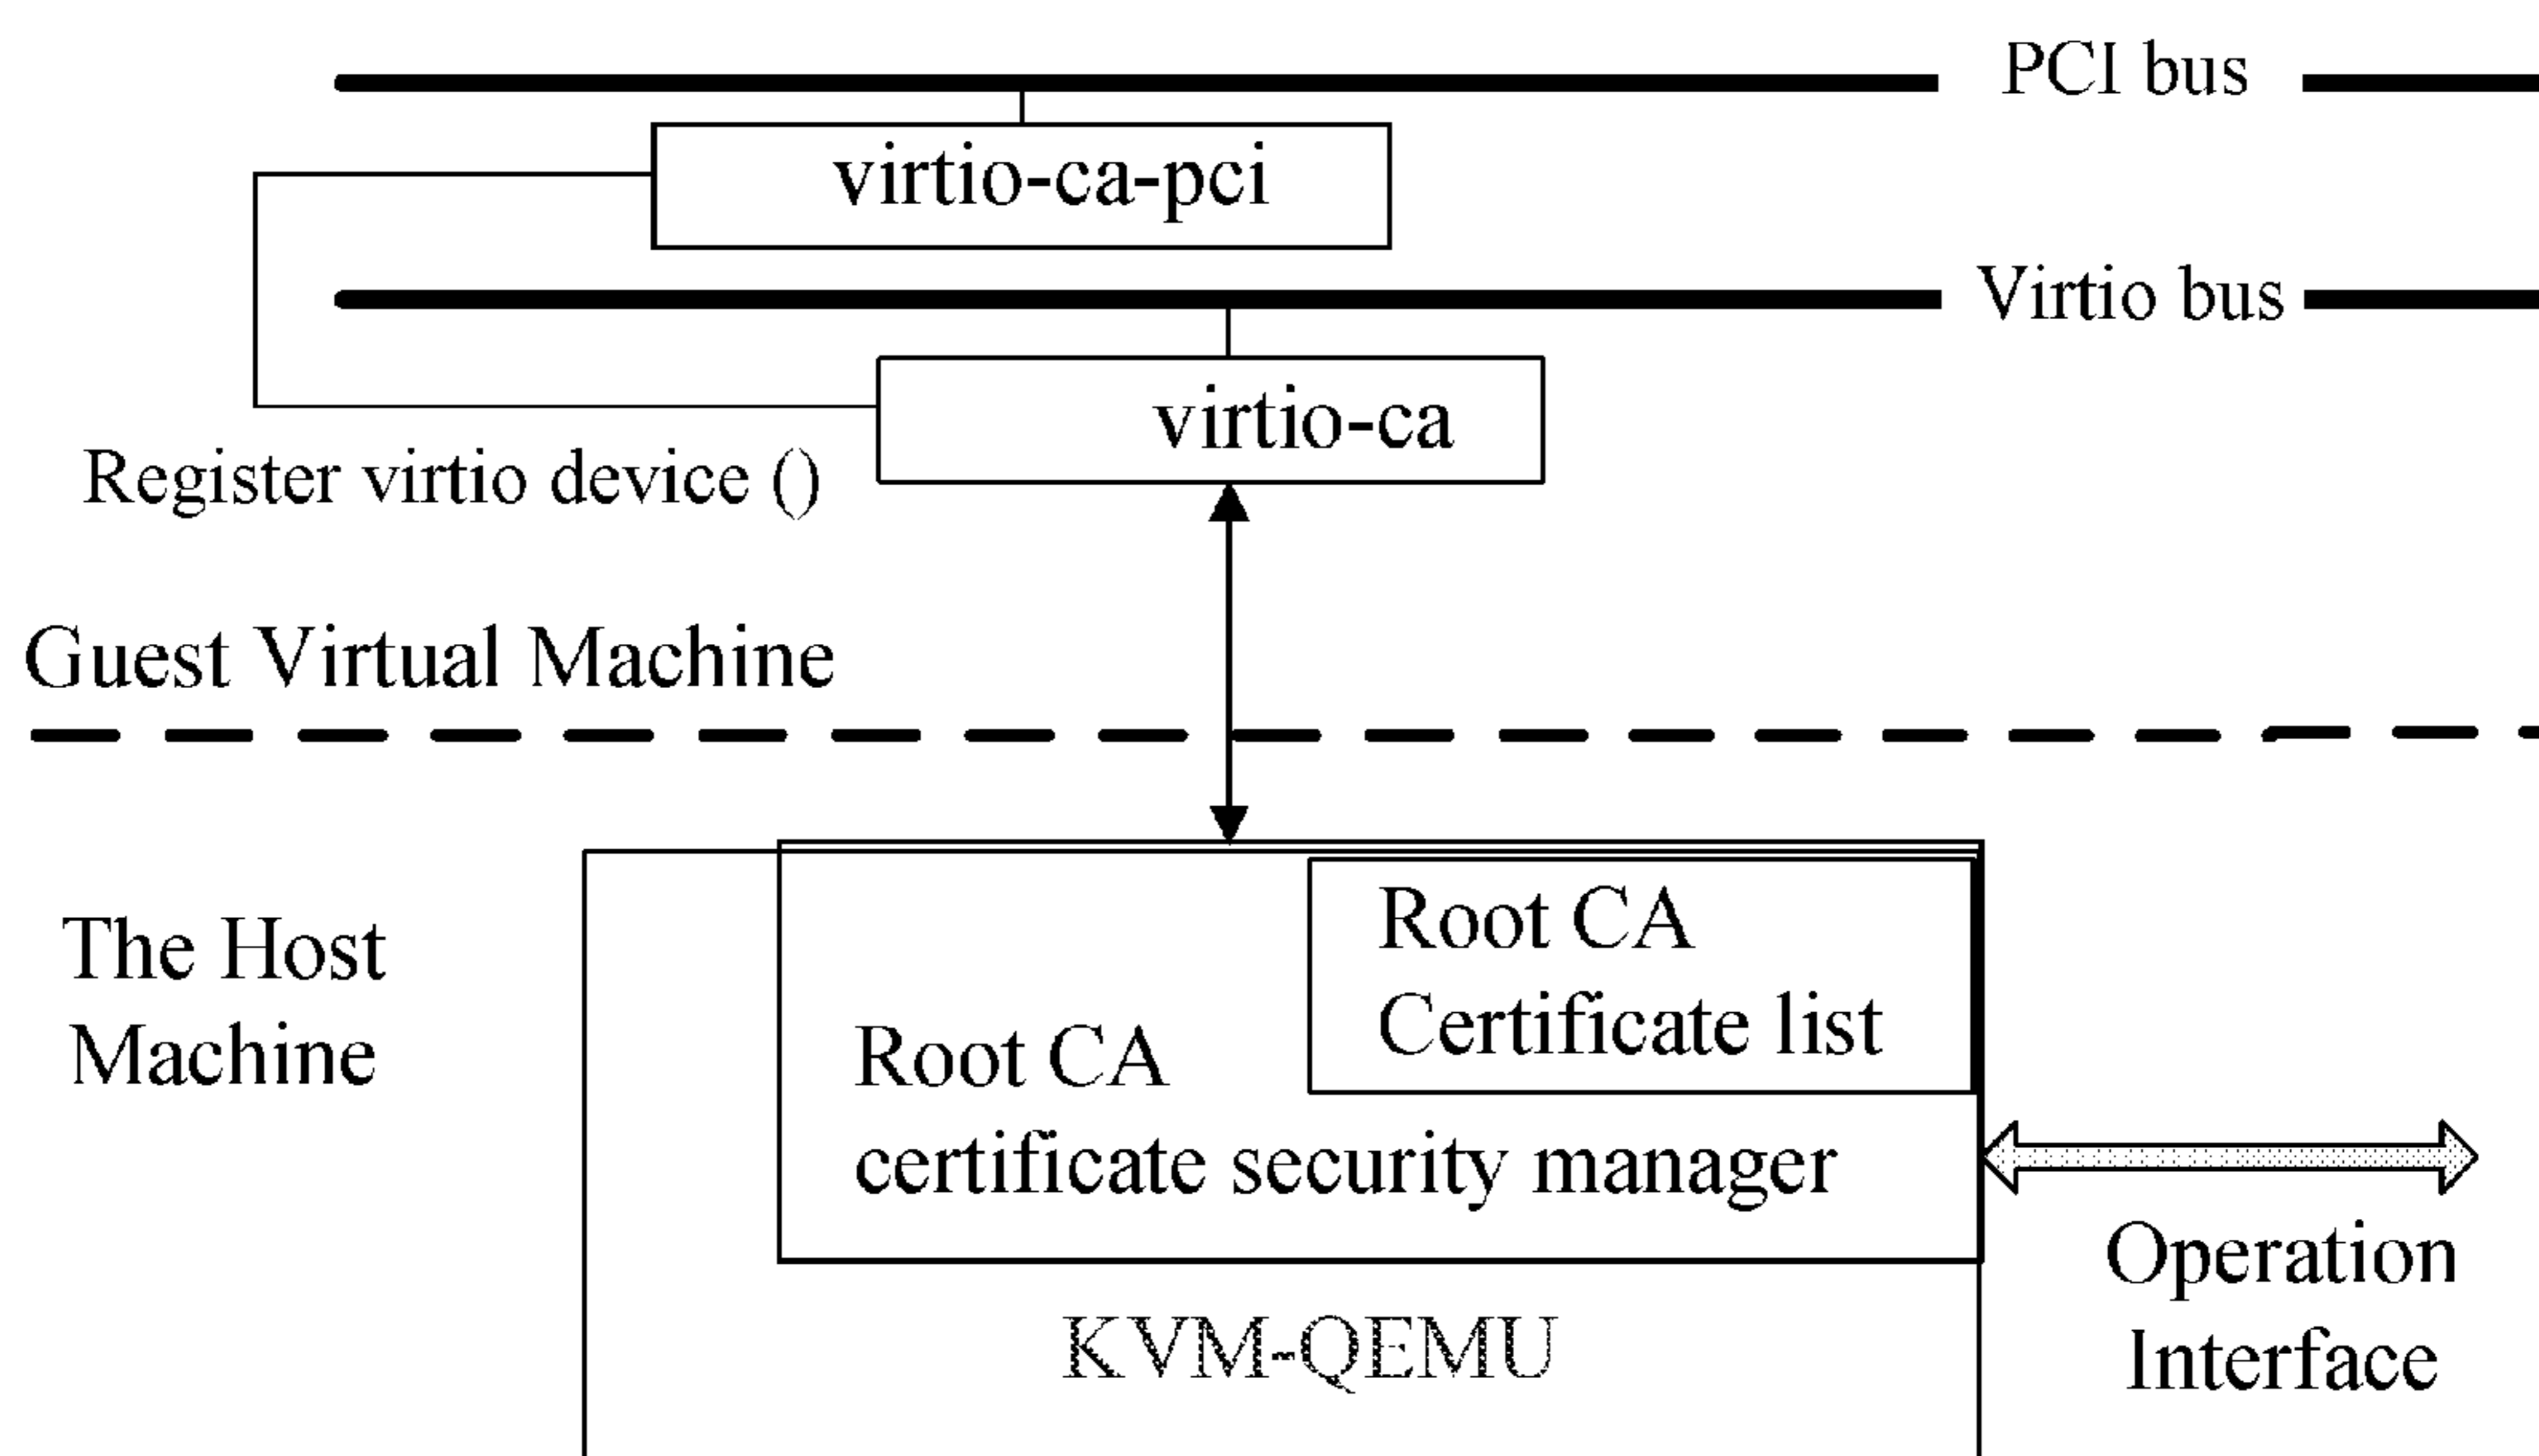 PCI bus
virtio-ca-pci
Virtio bus
virtio-ca
Register virtio device ()
Guest Virtual Machine
The Host
Machine
Root CA
Certificate list
Root CA
certificate security manager
KVM-QEMU
Operation
Interface